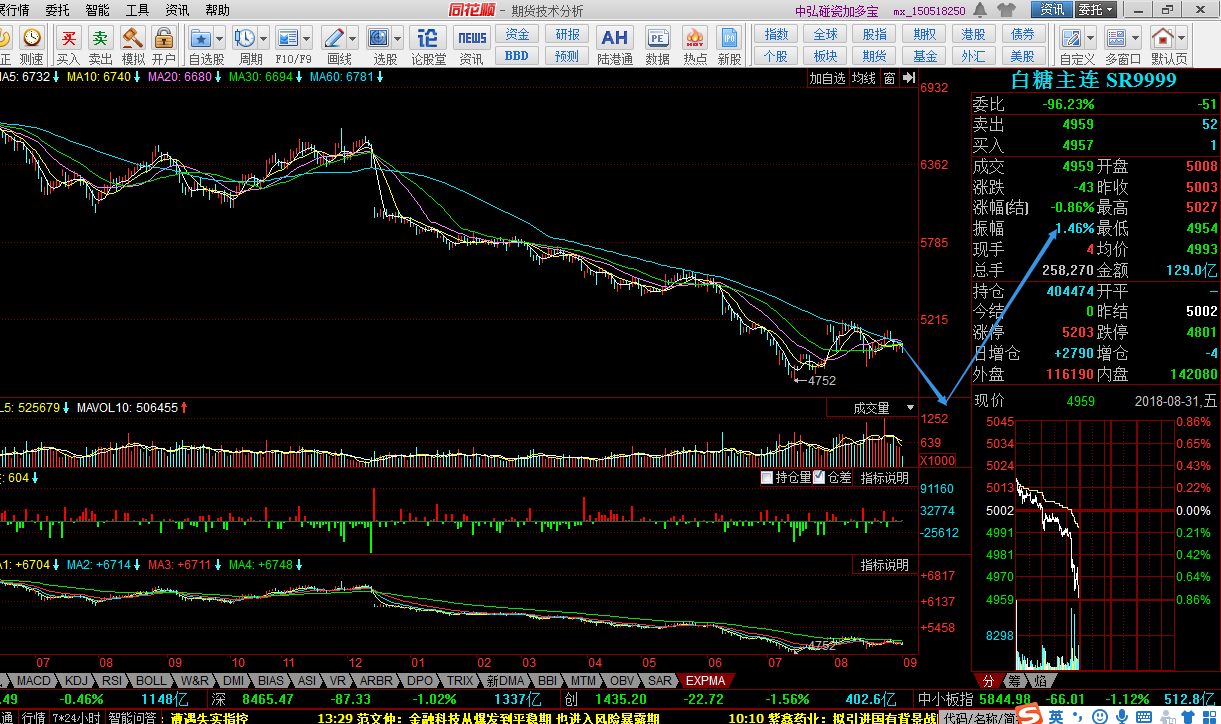 展行情 委托 智能 工具 资讯 帮助
同花顺 - 期货技术分析
中弘碰瓷加多宝 mx_150518250 资讯 委托
测速 买 买入 卖 卖出 模拟 开户 自选股 周期 F10/F9 画线 选股 论 论股堂 NEWS 资讯
资金 研报 BBD 预测
AH 陆港通 PE 数据 HOT 热点 IPO 新股
指数 全球 股指 期权 港股 债券
个股 板块 期货 基金 外汇 美股
自定义 多窗口 默认页
A5: 6732 MA10: 6740 MA20: 6680 MA30: 6694 MA60: 6781
加自选 均线 窗
6932
6362
5785
5215
4752
L5: 525679 MAVOL10: 506455
成交量
1252
639
X1000
: 604
持仓量 仓差 指标说明
91160
32774
-25612
A1: +6704 MA2: +6714 MA3: +6711 MA4: +6748
指标说明
+6817
+6137
+5458
4752
07 08 09 10 11 12 01 02 03 04 05 06 07 08 09
MACD KDJ RSI BOLL W&R DMI BIAS ASI VR ARBR DPO TRIX 新DMA BBI MTM OBV SAR EXPMA
白糖主连 SR9999
委比 -96.23% -51
卖出 4959 52
买入 4957 1
成交 4959 开盘 5008
涨跌 -43 昨收 5003
涨幅(结) -0.86% 最高 5027
振幅 1.46% 最低 4954
现手 4 均价 4993
总手 258,270 金额 129.0亿
持仓 404474 开平 –
今结 0 昨结 5002
涨停 5203 跌停 4801
日增仓 +2790 增仓 -4
外盘 116190 内盘 142080
现价 4959 2018-08-31,五
5045 0.86%
5034 0.65%
5024 0.43%
5013 0.22%
5002 0.00%
4991 0.21%
4981 0.42%
4970 0.64%
4959 0.86%
8298
分 筹 焰
.49 -0.46% 1148亿 深 8465.47 -87.33 -1.02% 1337亿 创 1435.20 -22.72 -1.56% 402.6亿 中小板指 5844.98 -66.01 -1.12% 512.8亿
通 行情 7*24小时 智能问答: 遭遇失实指控 13:29 范文仲: 金融科技从爆发到平稳期 也进入风险暴露期 10:10 紫鑫药业: 拟引进国有背景战
代码/名称/简
英